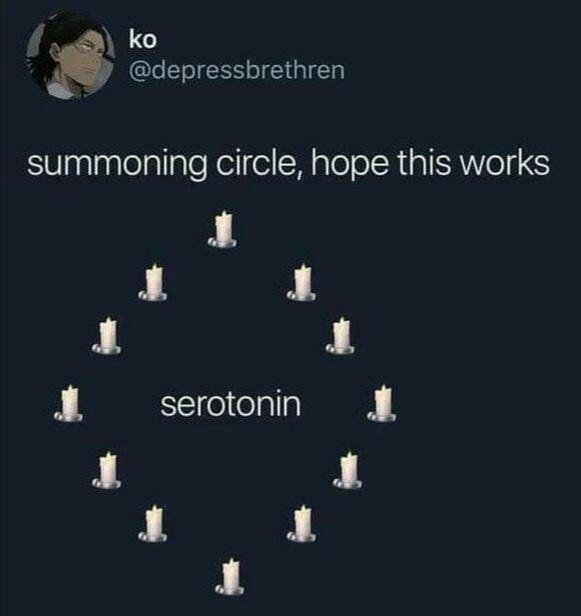 ko
@depressbrethren
summoning circle, hope this works
serotonin